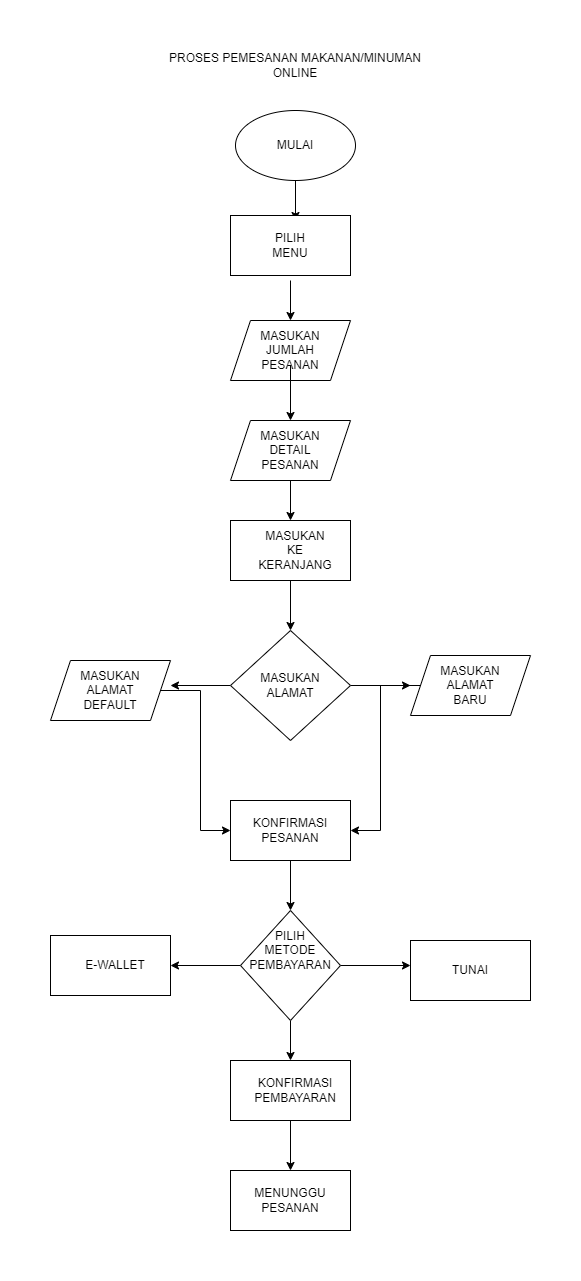 PROSES PEMESANAN MAKANAN/MINUMAN
ONLINE
MULAI
PILIH
MENU
MASUKAN
JUMLAH
PESANAN
MASUKAN
DETAIL
PESANAN
MASUKAN
KE
KERANJANG
MASUKAN
ALAMAT
DEFAULT
MASUKAN
ALAMAT
MASUKAN
ALAMAT
BARU
KONFIRMASI
PESANAN
E-WALLET
PILIH
METODE
PEMBAYARAN
TUNAI
KONFIRMASI
PEMBAYARAN
MENUNGGU
PESANAN